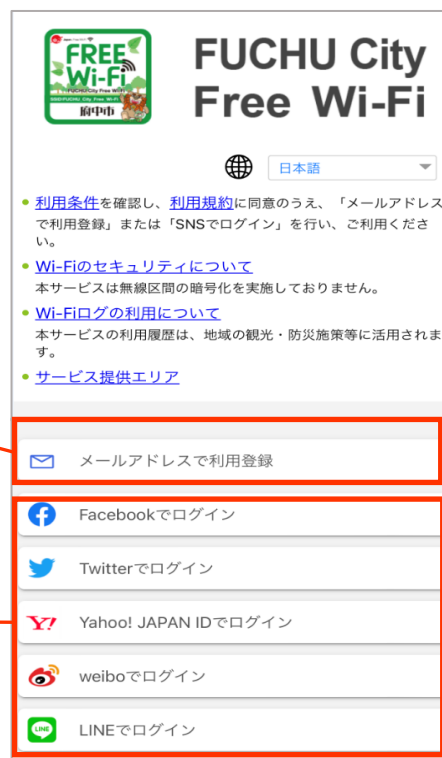 FREE
Wi-Fi
府中市
FUCHU City
Free Wi-Fi
日本語
利用条件を確認し、利用規約に同意のうえ、「メールアドレス
で利用登録」または「SNSでログイン」を行い、ご利用くださ
い。
Wi-Fiのセキュリティについて
本サービスは無線区間の暗号化を実施しておりません。
Wi-Fiログの利用について
本サービスの利用履歴は、地域の観光・防災施策等に活用されま
す。
サービス提供エリア
メールアドレスで利用登録
Facebookでログイン
Twitterでログイン
Y! Yahoo! JAPAN IDでログイン
weiboでログイン
LINE LINEでログイン